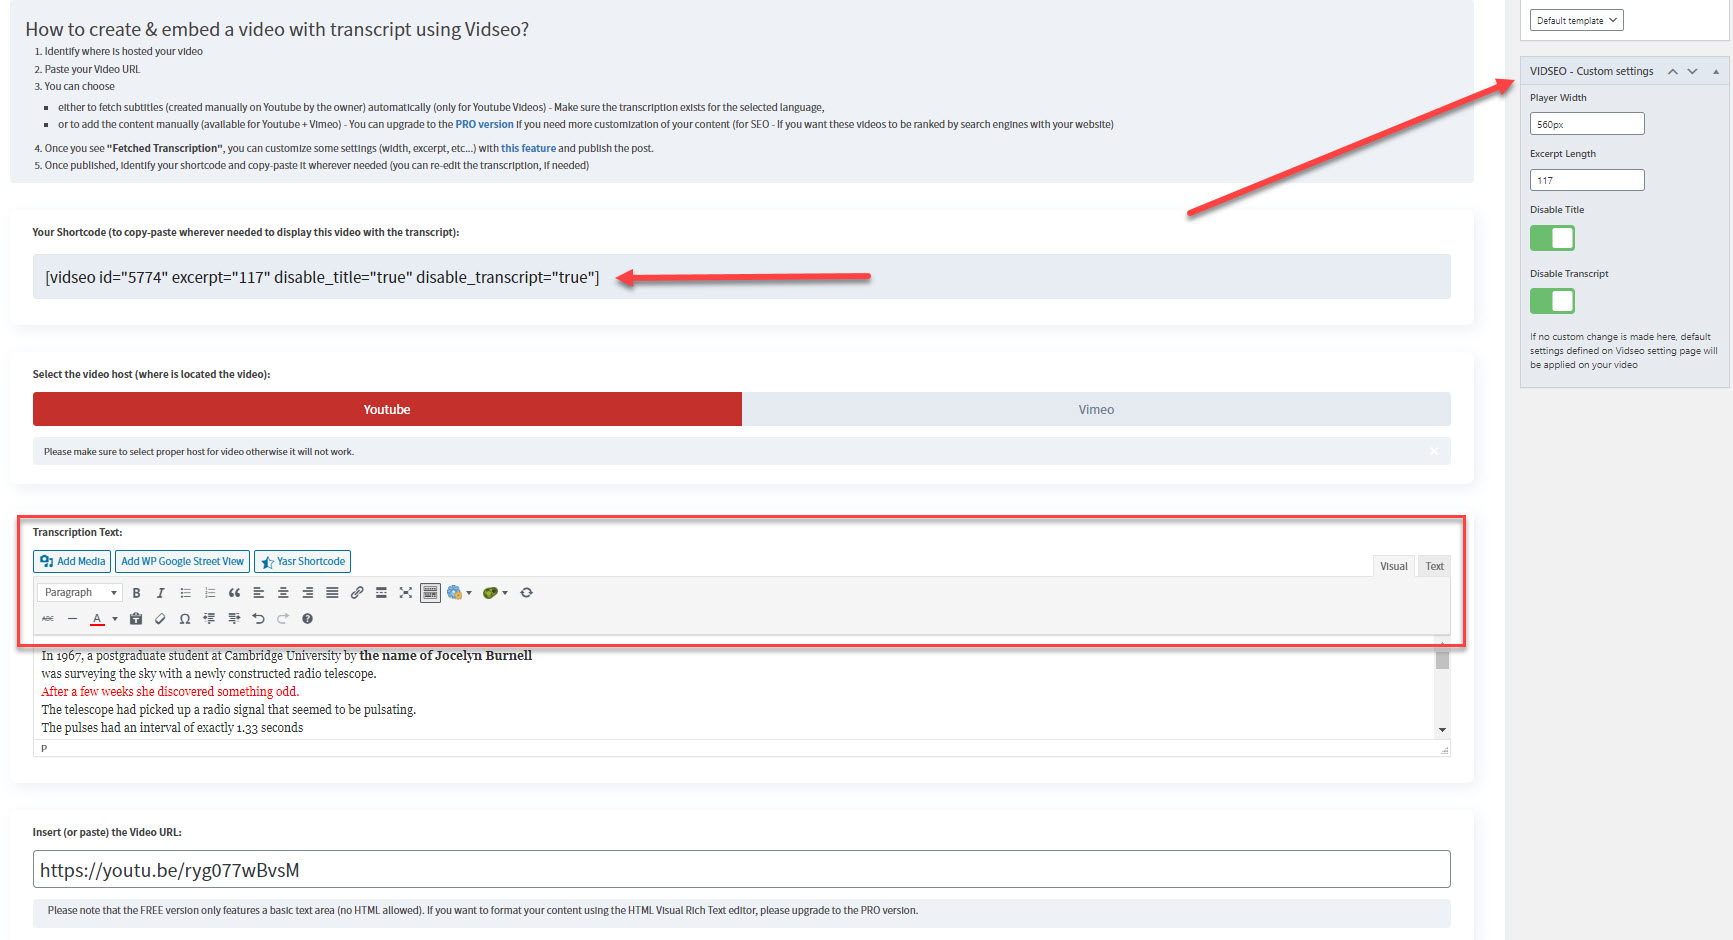 How to create & embed a video with transcript using Vidseo?
1. Identify where is hosted your video
2. Paste your Video URL
3. You can choose
either to fetch subtitles (created manually on Youtube by the owner) automatically (only for Youtube Videos) - Make sure the transcription exists for the selected language,
or to add the content manually (available for Youtube + Vimeo) - You can upgrade to the PRO version if you need more customization of your content (for SEO - If you want these videos to be ranked by search engines with your website)
4. Once you see "Fetched Transcription", you can customize some settings (width, excerpt, etc...) with this feature and publish the post.
5. Once published, identify your shortcode and copy-paste it wherever needed (you can re-edit the transcription, if needed)
Your Shortcode (to copy-paste wherever needed to display this video with the transcript):
[vidseo id="5774" excerpt="117" disable_title="true" disable_transcript="true"]
Select the video host (where is located the video):
Youtube
Vimeo
Please make sure to select proper host for video otherwise it will not work.
Transcription Text:
Add Media
Add WP Google Street View
Yasr Shortcode
Visual
Text
Paragraph
B
I
ABC
A
Ω
In 1967, a postgraduate student at Cambridge University by the name of Jocelyn Burnell
was surveying the sky with a newly constructed radio telescope.
After a few weeks she discovered something odd.
The telescope had picked up a radio signal that seemed to be pulsating.
The pulses had an interval of exactly 1.33 seconds
P
Insert (or paste) the Video URL:
https://youtu.be/ryg077wBvsM
Please note that the FREE version only features a basic text area (no HTML allowed). If you want to format your content using the HTML Visual Rich Text editor, please upgrade to the PRO version.
Default template
VIDSEO - Custom settings
Player Width
560px
Excerpt Length
117
Disable Title
Disable Transcript
If no custom change is made here, default
settings defined on Vidseo setting page will
be applied on your video